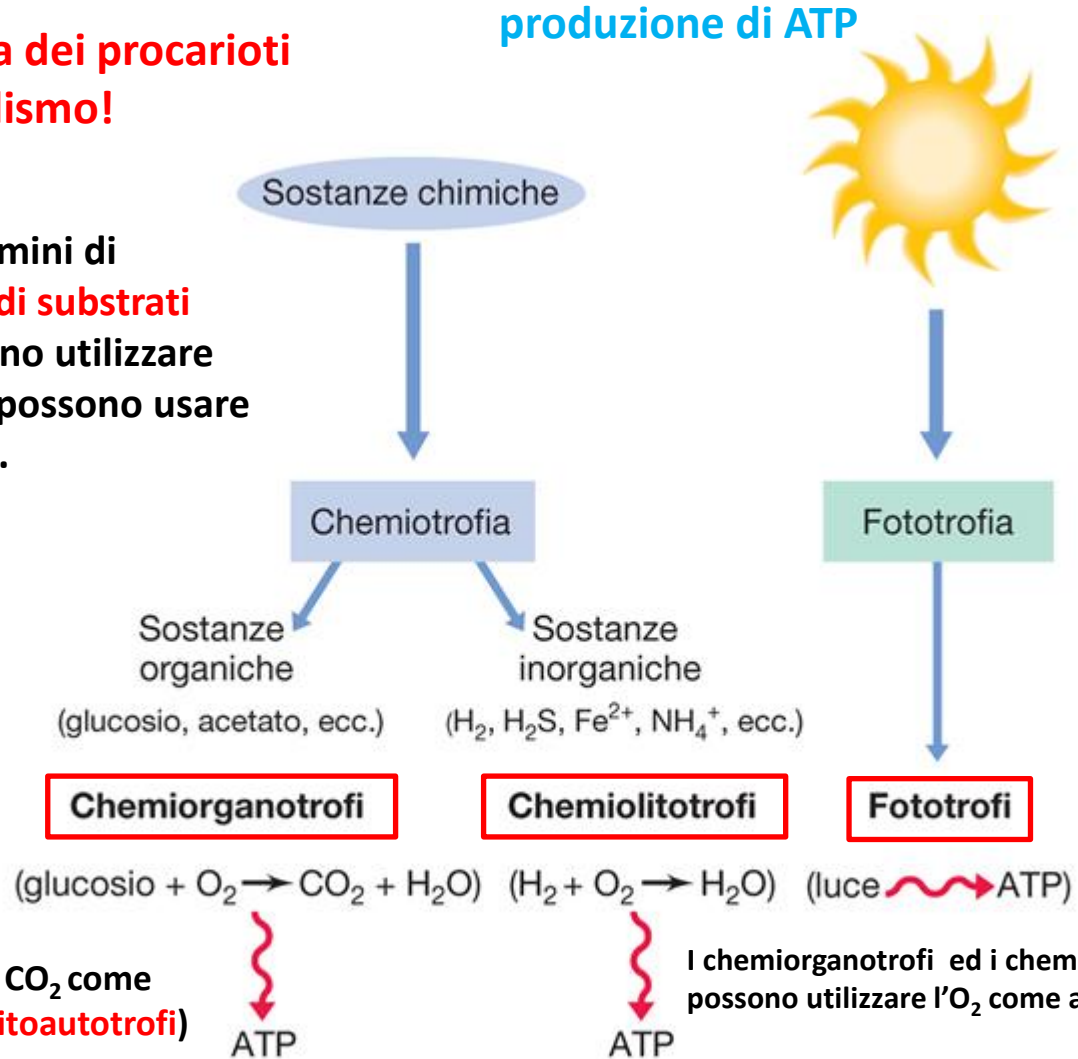 produzione di ATP
a dei procarioti
lismo!
Sostanze chimiche
mini di
di substrati
no utilizzare
possono usare
.
Chemiotrofia
Fototrofia
Sostanze organiche
(glucosio, acetato, ecc.)
Sostanze inorganiche
(H₂, H₂S, Fe²⁺, NH₄⁺, ecc.)
Chemiorganotrofi
Chemiolitotrofi
Fototrofi
(glucosio + O₂ → CO₂ + H₂O)
(H₂ + O₂ → H₂O)
(luce → ATP)
CO₂ come
itoautotrofi)
ATP
ATP
I chemiorganotrofi ed i chem
possono utilizzare l’O₂ come a